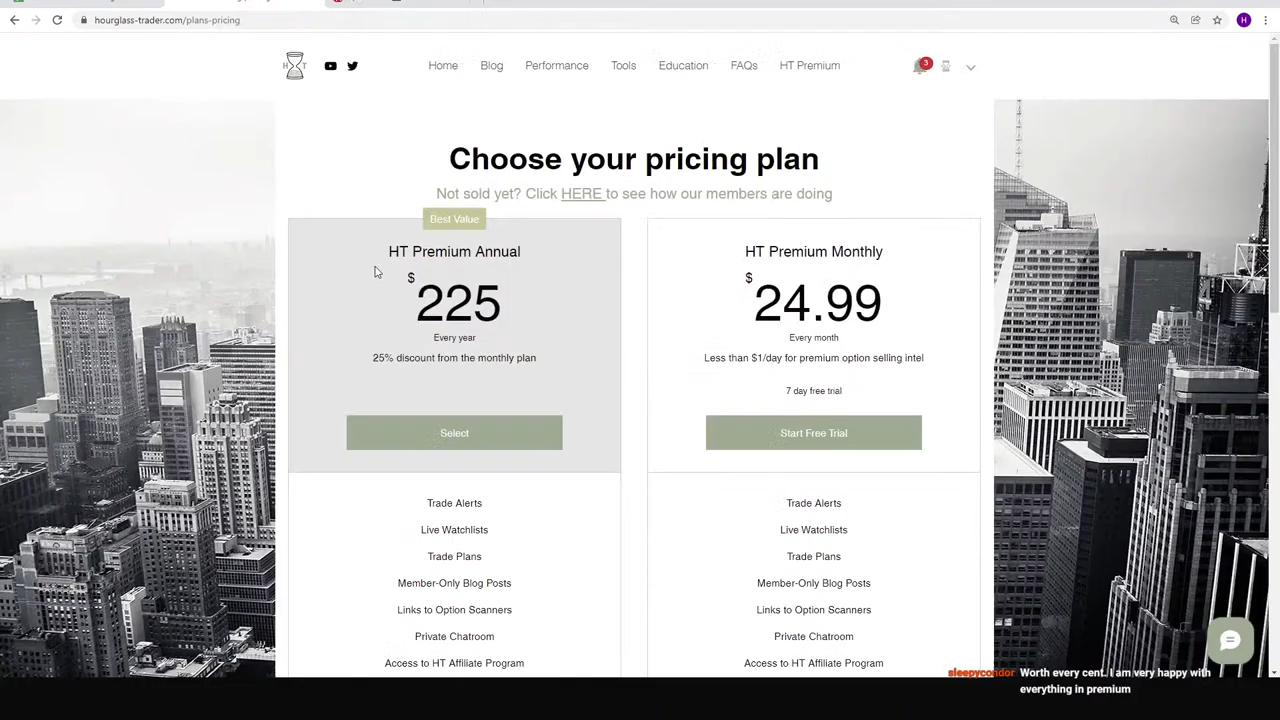 hourglass-trader.com/plans-pricing
H
H T
Home
Blog
Performance
Tools
Education
FAQs
HT Premium
3
Choose your pricing plan
Not sold yet? Click HERE to see how our members are doing
Best Value
HT Premium Annual
$
225
Every year
25% discount from the monthly plan
Select
Trade Alerts
Live Watchlists
Trade Plans
Member-Only Blog Posts
Links to Option Scanners
Private Chatroom
Access to HT Affiliate Program
HT Premium Monthly
$
24.99
Every month
Less than $1/day for premium option selling intel
7 day free trial
Start Free Trial
Trade Alerts
Live Watchlists
Trade Plans
Member-Only Blog Posts
Links to Option Scanners
Private Chatroom
Access to HT Affiliate Program
sleepycondor Worth every cent. I am very happy with
everything in premium